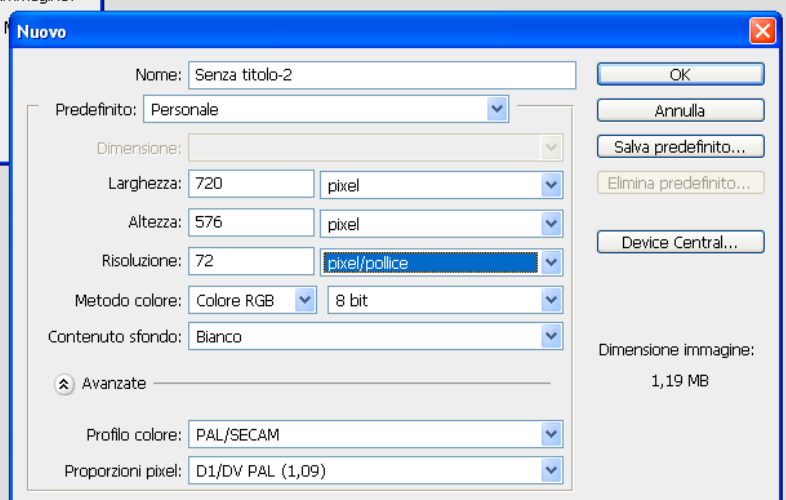 Nuovo
Nome: Senza titolo-2
OK
Predefinito: Personale
Annulla
Dimensione:
Salva predefinito...
Larghezza: 720 pixel
Elimina predefinito...
Altezza: 576 pixel
Device Central...
Risoluzione: 72 pixel/pollice
Metodo colore: Colore RGB 8 bit
Contenuto sfondo: Bianco
Dimensione immagine:
1,19 MB
Avanzate
Profilo colore: PAL/SECAM
Proporzioni pixel: D1/DV PAL (1,09)